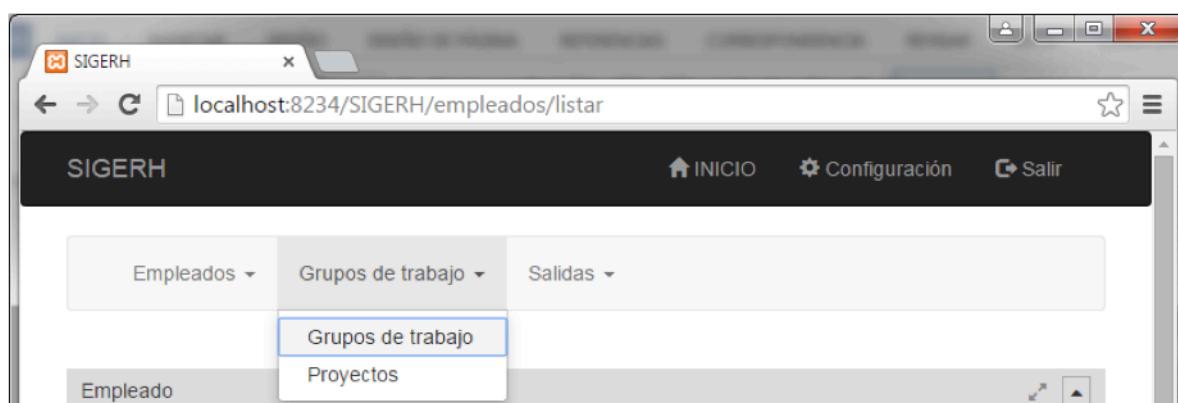 SIGERH
localhost:8234/SIGERH/empleados/listar
SIGERH INICIO Configuración Salir
Empleados Grupos de trabajo Salidas
Grupos de trabajo
Proyectos
Empleado